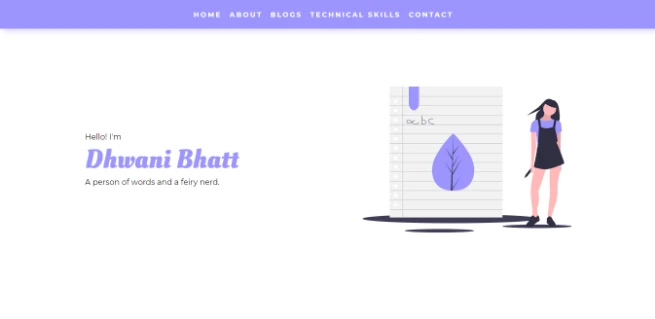 HOME ABOUT BLOGS TECHNICAL SKILLS CONTACT
Hello! I'm
Dhwani Bhatt
A person of words and a feiry nerd.
abc